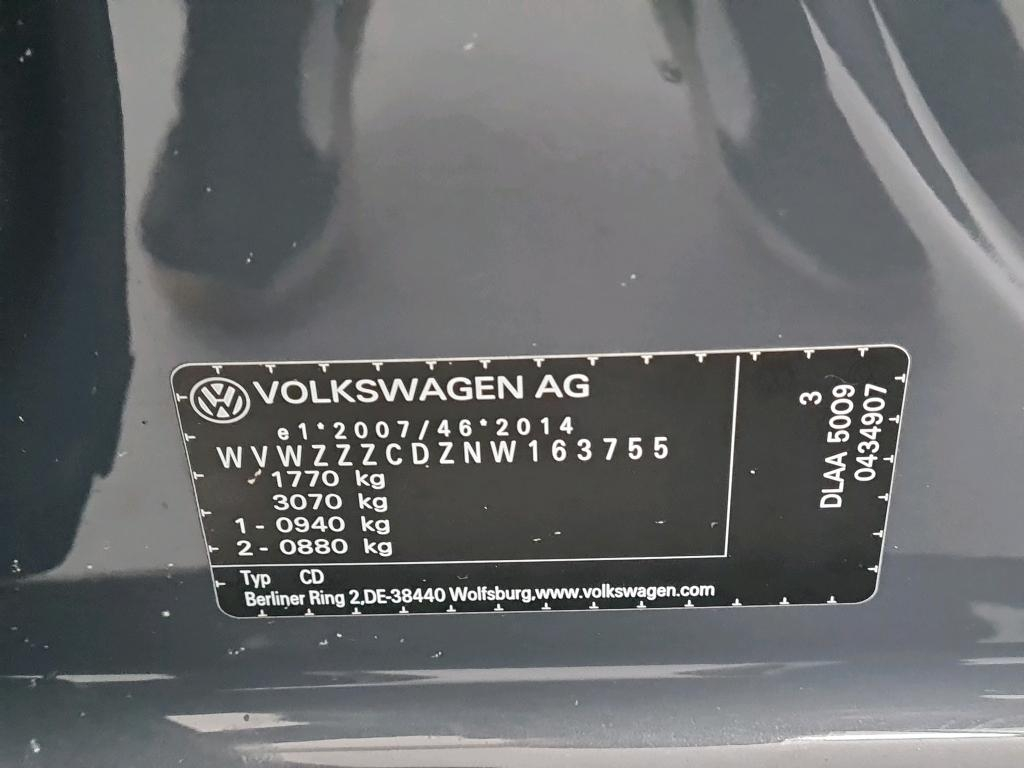 VOLKSWAGEN AG
e1*2007/46*2014
WVWZZZCDZNW163755
1770 kg
3070 kg
1 - 0940 kg
2 - 0880 kg
Typ CD
Berliner Ring 2,DE-38440 Wolfsburg,www.volkswagen.com
3
DLAA 5009
0434907